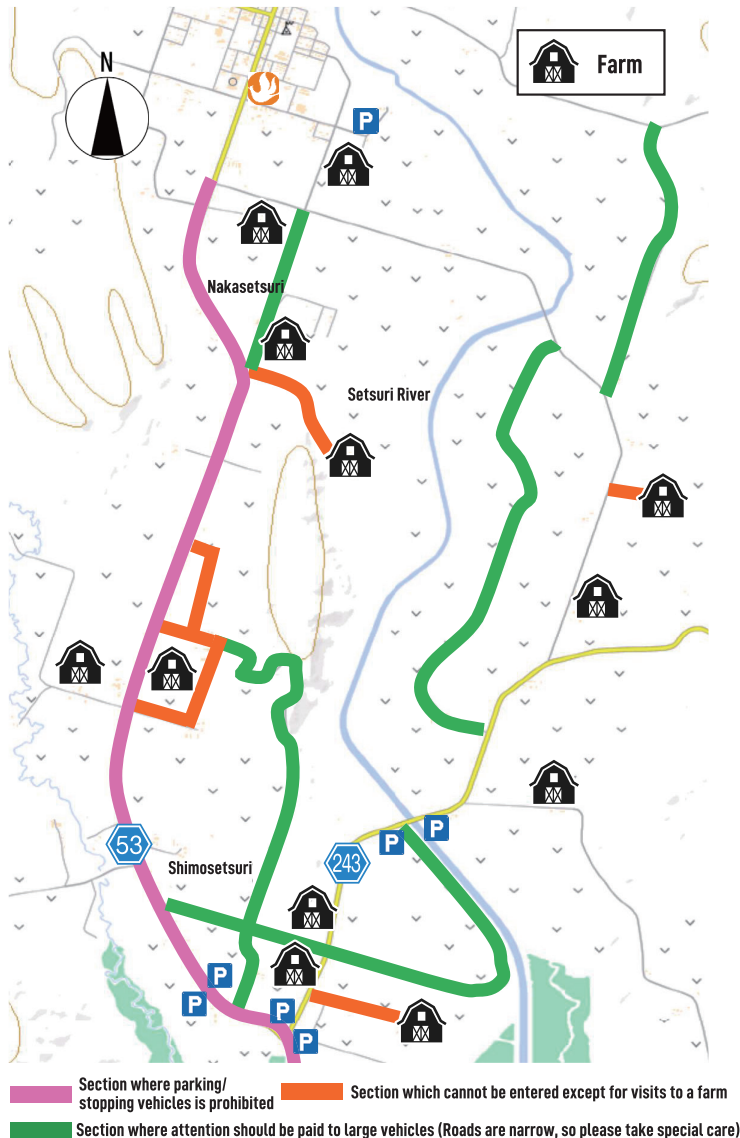 N
Farm
P
Nakasetsuri
Setsuri River
P
P
53
243
Shimosetsuri
P
P
P
P
Section where parking/
stopping vehicles is prohibited
Section which cannot be entered except for visits to a farm
Section where attention should be paid to large vehicles (Roads are narrow, so please take special care)